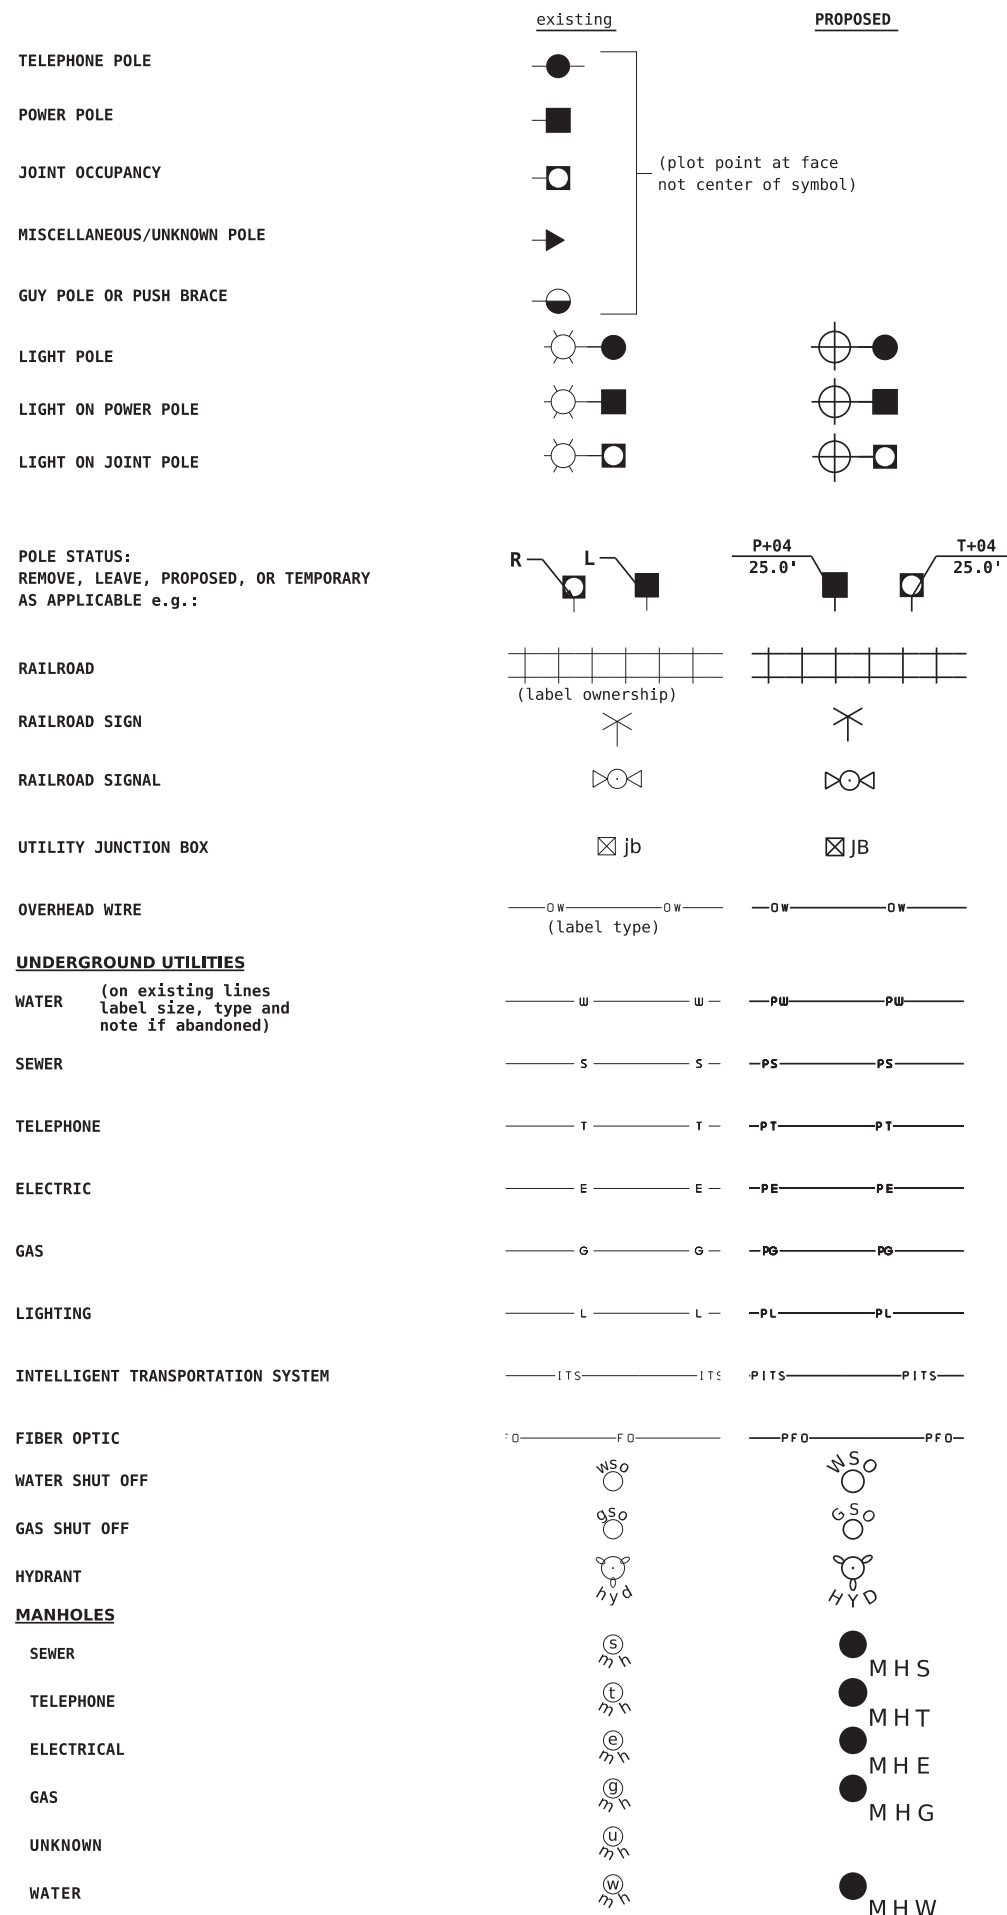 existing PROPOSED
TELEPHONE POLE
POWER POLE
JOINT OCCUPANCY
(plot point at face
not center of symbol)
MISCELLANEOUS/UNKNOWN POLE
GUY POLE OR PUSH BRACE
LIGHT POLE
LIGHT ON POWER POLE
LIGHT ON JOINT POLE
POLE STATUS:
REMOVE, LEAVE, PROPOSED, OR TEMPORARY
AS APPLICABLE e.g.:
R L P+04 T+04
25.0' 25.0'
RAILROAD
(label ownership)
RAILROAD SIGN
RAILROAD SIGNAL
UTILITY JUNCTION BOX jb JB
OVERHEAD WIRE OW OW OW OW
(label type)
UNDERGROUND UTILITIES
WATER (on existing lines
label size, type and
note if abandoned)
W W PW PW
SEWER S S PS PS
TELEPHONE T T PT PT
ELECTRIC E E PE PE
GAS G G PG PG
LIGHTING L L PL PL
INTELLIGENT TRANSPORTATION SYSTEM ITS ITS PITS PITS
FIBER OPTIC FO FO PFO PFO
WATER SHUT OFF wso WSO
GAS SHUT OFF gso GSO
HYDRANT hyd HYD
MANHOLES
SEWER s mh MHS
TELEPHONE t mh MHT
ELECTRICAL e mh MHE
GAS g mh MHG
UNKNOWN u mh
WATER w mh MHW